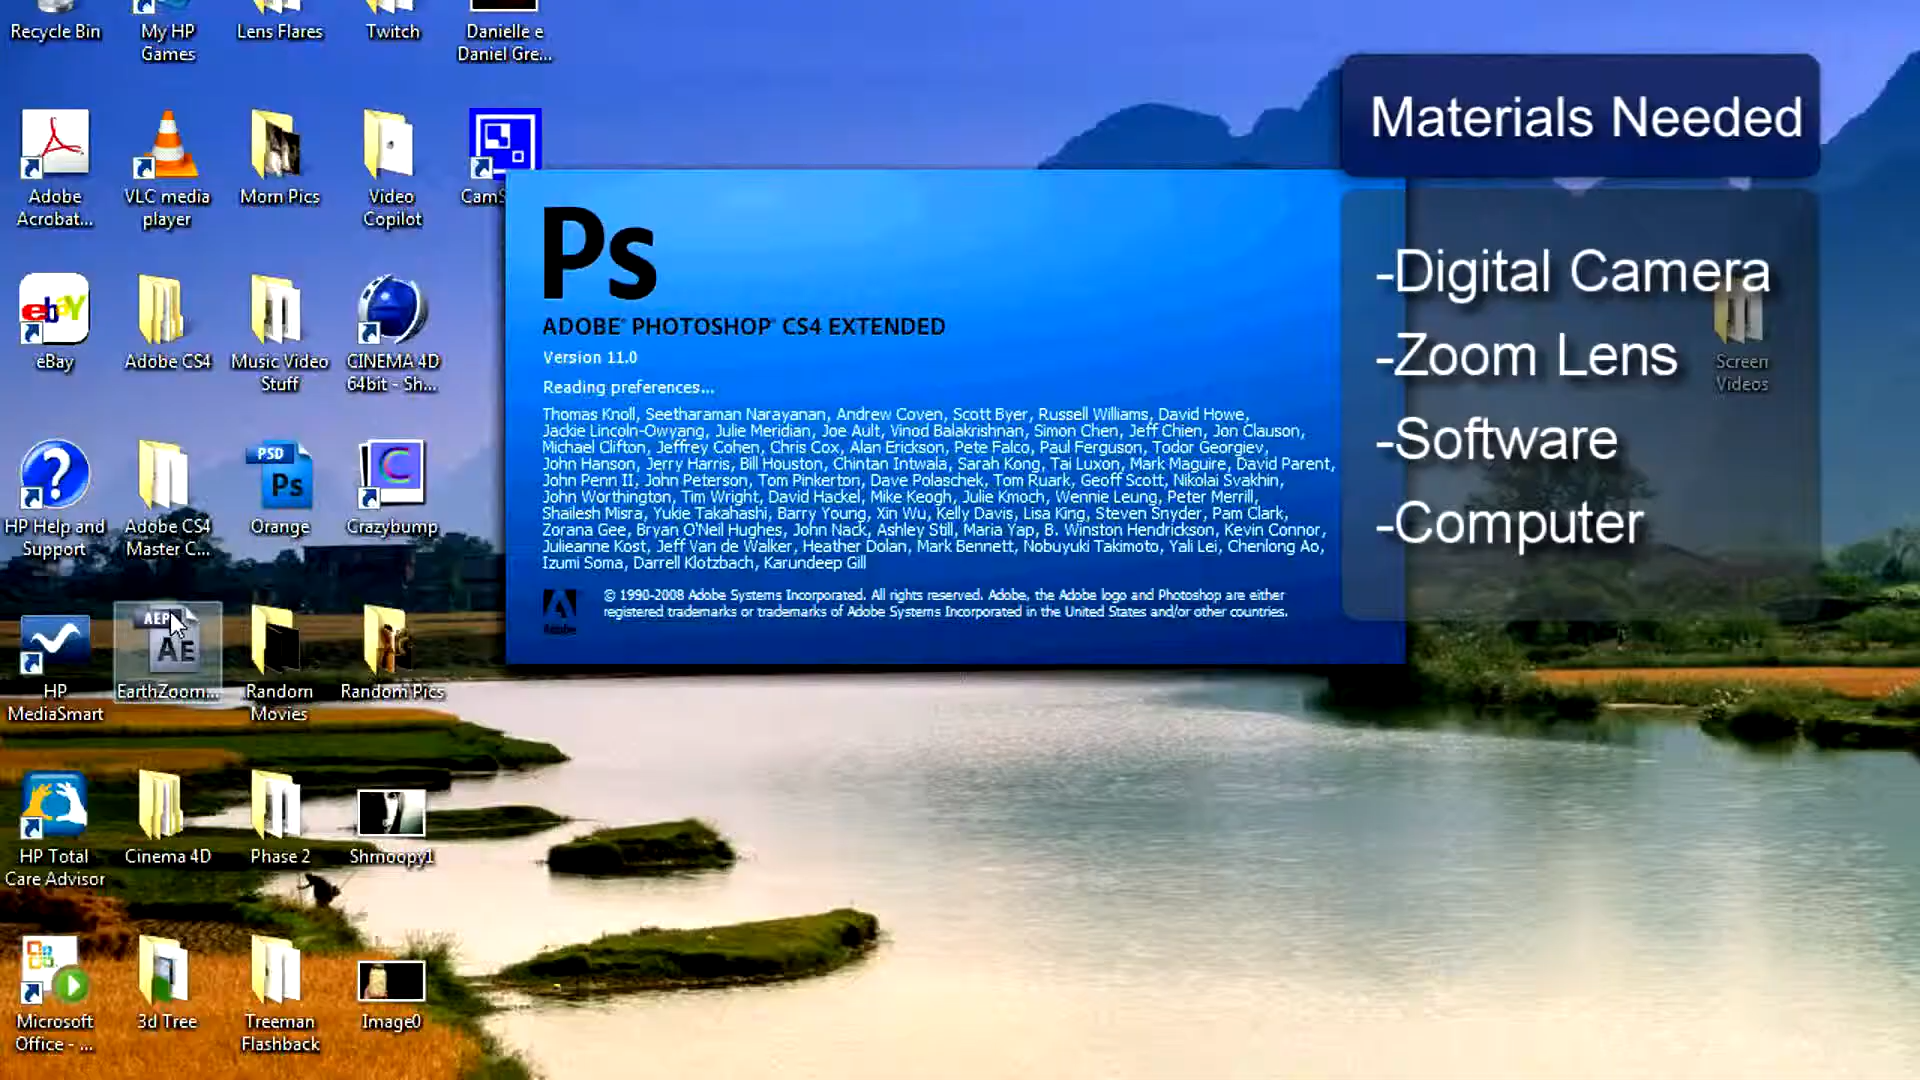 Recycle Bin
My HP
Games
Lens Flares
Twitch
Danielle e
Daniel Gre...
Adobe
Acrobat...
VLC media
player
Mom Pics
Video
Copilot
CamS
eBay
eBay
Adobe CS4
Music Video
Stuff
CINEMA 4D
64bit - Sh...
HP Help and
Support
Adobe CS4
Master C...
PSD
Ps
Orange
C
Crazybump
HP
MediaSmart
AEP
AE
EarthZoom...
Random
Movies
Random Pics
HP Total
Care Advisor
Cinema 4D
Phase 2
Shmoopy1
Microsoft
Office - ...
3d Tree
Treeman
Flashback
Image0
Ps
ADOBE® PHOTOSHOP® CS4 EXTENDED
Version 11.0
Reading preferences...
Thomas Knoll, Seetharaman Narayanan, Andrew Coven, Scott Byer, Russell Williams, David Howe,
Jackie Lincoln-Owyang, Julie Meridian, Joe Ault, Vinod Balakrishnan, Simon Chen, Jeff Chien, Jon Clauson,
Michael Clifton, Jeffrey Cohen, Chris Cox, Alan Erickson, Pete Falco, Paul Ferguson, Todor Georgiev,
John Hanson, Jerry Harris, Bill Houston, Chintan Intwala, Sarah Kong, Tai Luxon, Mark Maguire, David Parent,
John Penn II, John Peterson, Tom Pinkerton, Dave Polaschek, Tom Ruark, Geoff Scott, Nikolai Svakhin,
John Worthington, Tim Wright, David Hackel, Mike Keogh, Julie Kmoch, Wennie Leung, Peter Merrill,
Shailesh Misra, Yukie Takahashi, Barry Young, Xin Wu, Kelly Davis, Lisa King, Steven Snyder, Pam Clark,
Zorana Gee, Bryan O'Neil Hughes, John Nack, Ashley Still, Maria Yap, B. Winston Hendrickson, Kevin Connor,
Julieanne Kost, Jeff Van de Walker, Heather Dolan, Mark Bennett, Nobuyuki Takimoto, Yali Lei, Chenlong Ao,
Izumi Soma, Darrell Klotzbach, Karundeep Gill
Adobe
© 1990-2008 Adobe Systems Incorporated. All rights reserved. Adobe, the Adobe logo and Photoshop are either
registered trademarks or trademarks of Adobe Systems Incorporated in the United States and/or other countries.
Materials Needed
-Digital Camera
-Zoom Lens
-Software
-Computer
Screen
Videos